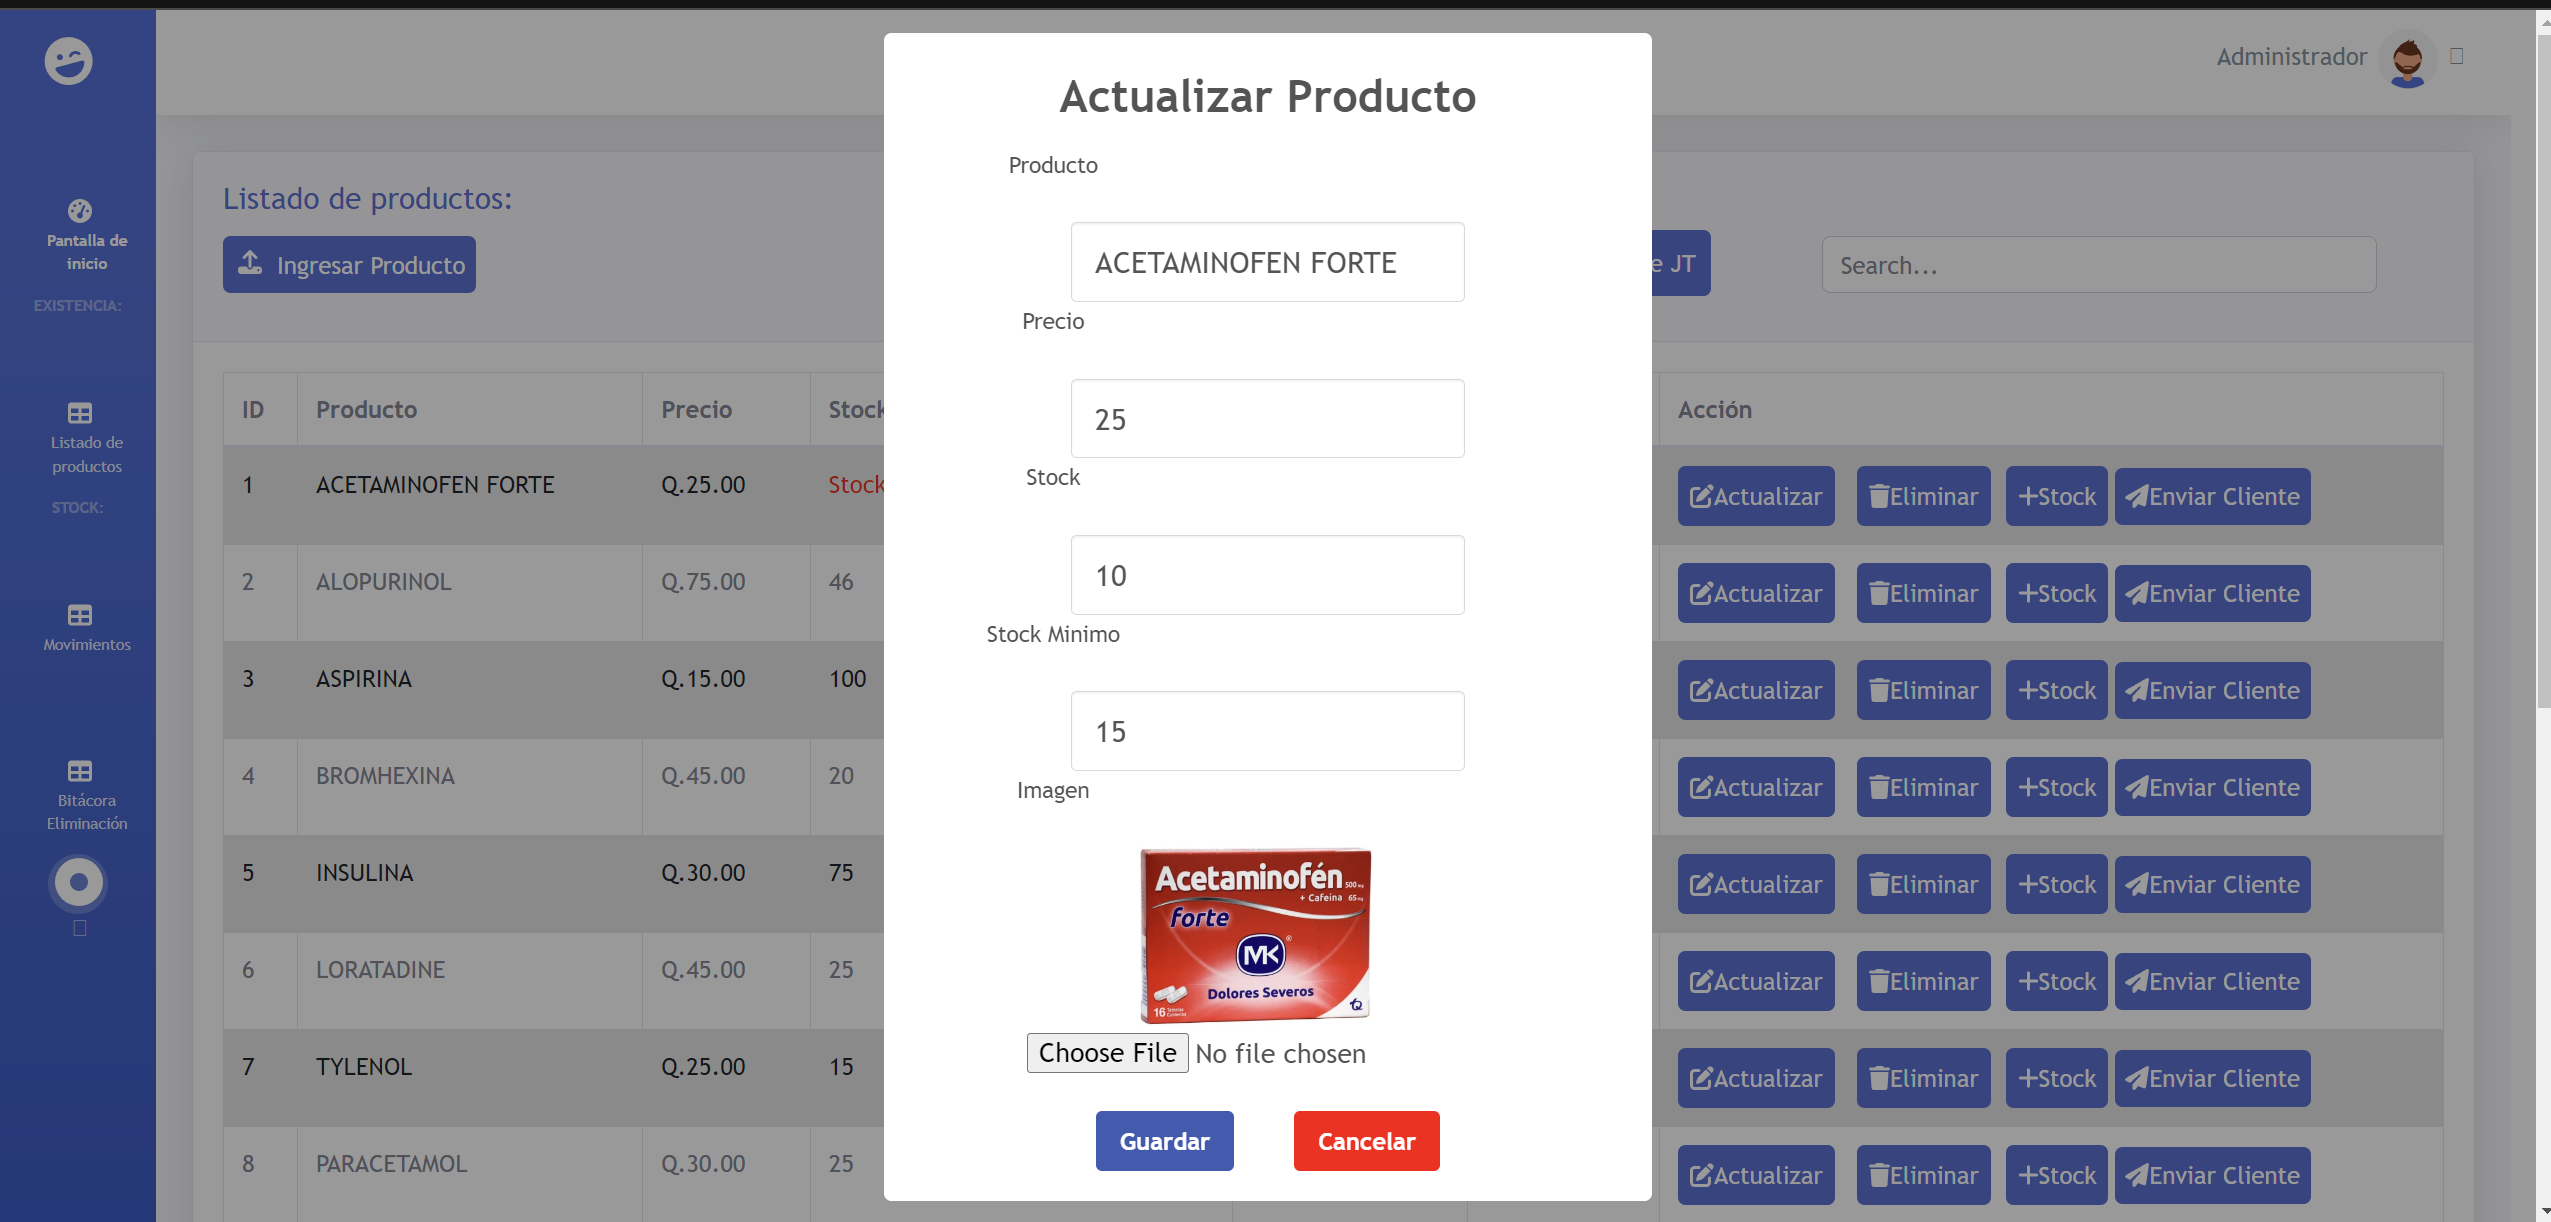 Administrador
Pantalla de
inicio
EXISTENCIA:
Listado de
productos
STOCK:
Movimientos
Bitácora
Eliminación
Listado de productos:
Ingresar Producto
e JT
Search...
ID Producto Precio Stock Acción
1 ACETAMINOFEN FORTE Q.25.00 Stock Actualizar Eliminar +Stock Enviar Cliente
2 ALOPURINOL Q.75.00 46 Actualizar Eliminar +Stock Enviar Cliente
3 ASPIRINA Q.15.00 100 Actualizar Eliminar +Stock Enviar Cliente
4 BROMHEXINA Q.45.00 20 Actualizar Eliminar +Stock Enviar Cliente
5 INSULINA Q.30.00 75 Actualizar Eliminar +Stock Enviar Cliente
6 LORATADINE Q.45.00 25 Actualizar Eliminar +Stock Enviar Cliente
7 TYLENOL Q.25.00 15 Actualizar Eliminar +Stock Enviar Cliente
8 PARACETAMOL Q.30.00 25 Actualizar Eliminar +Stock Enviar Cliente
Actualizar Producto
Producto
ACETAMINOFEN FORTE
Precio
25
Stock
10
Stock Minimo
15
Imagen
Acetaminofén 500 mg
+ Cafeína 65 mg
forte
MK®
Dolores Severos
16 Tabletas
Cubiertas
TQ
Choose File No file chosen
Guardar Cancelar